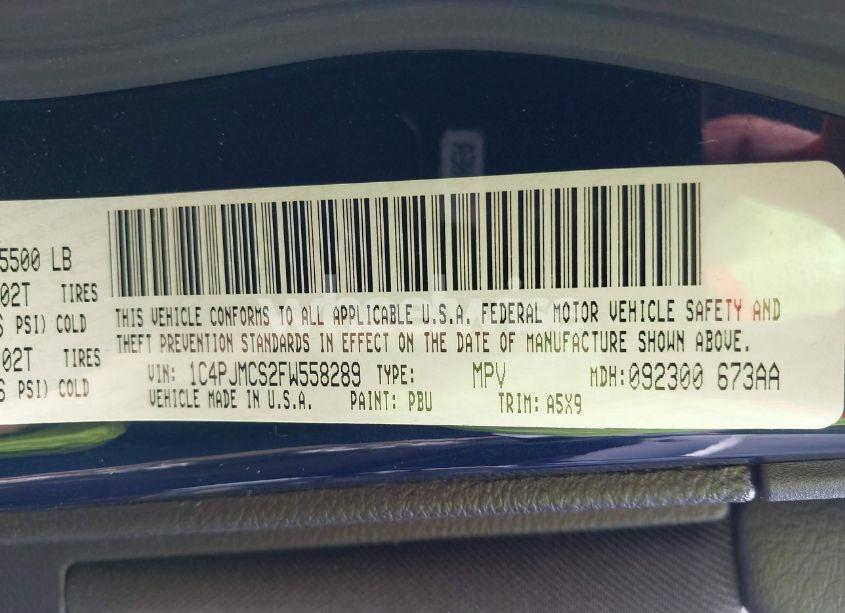 5500 LB
02T TIRES
PSI) COLD
02T TIRES
PSI) COLD
THIS VEHICLE CONFORMS TO ALL APPLICABLE U.S.A. FEDERAL MOTOR VEHICLE SAFETY AND
THEFT PREVENTION STANDARDS IN EFFECT ON THE DATE OF MANUFACTURE SHOWN ABOVE.
VIN: 1C4PJMCS2FW558289 TYPE: MPV MDH:092300 673AA
VEHICLE MADE IN U.S.A. PAINT: PBU TRIM: A5X9